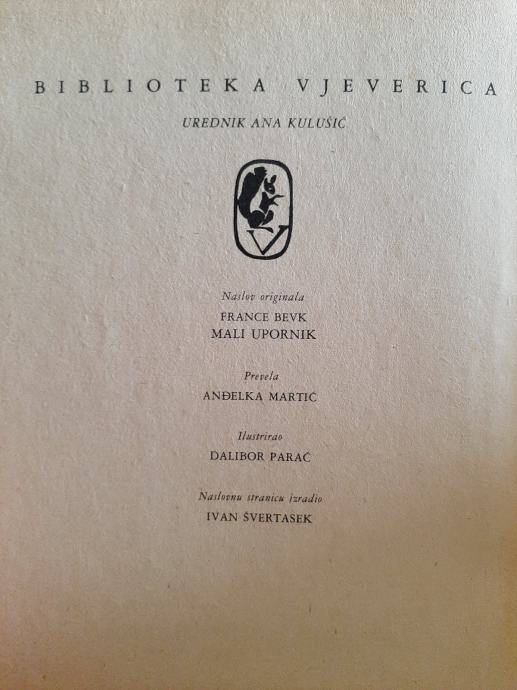 BIBLIOTEKA VJEVERICA
UREDNIK ANA KULUŠIĆ
V
Naslov originala
FRANCE BEVK
MALI UPORNIK
Prevela
ANĐELKA MARTIĆ
Ilustrirao
DALIBOR PARAĆ
Naslovnu stranicu izradio
IVAN ŠVERTASEK